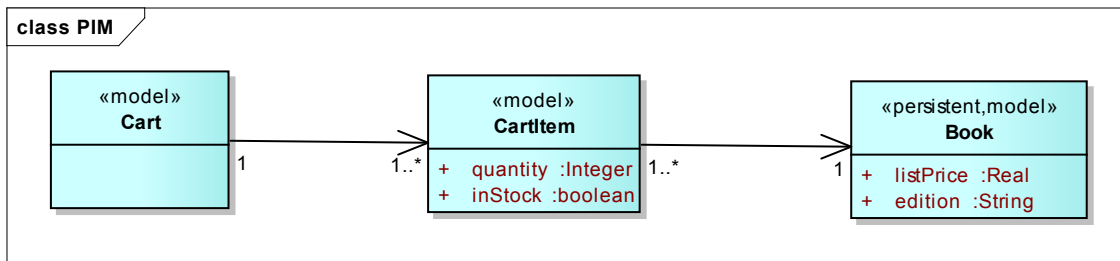 class PIM
«model»
Cart
1
1..*
«model»
CartItem
+ quantity :Integer
+ inStock :boolean
1..*
1
«persistent,model»
Book
+ listPrice :Real
+ edition :String